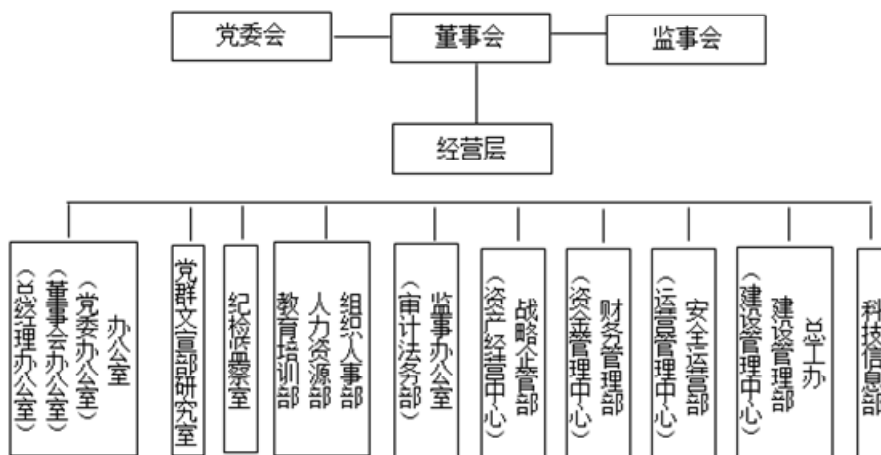 党委会
董事会
监事会
经营层
办公室
（党委办公室）
（董事会办公室）
（总经理办公室）
党群文宣部研究室
纪检监察室
组织人事部
人力资源部
教育培训部
监事办公室
（审计法务部）
战略企管部
（资产经营中心）
财务管理部
（资金管理中心）
安全运营部
（运营管理中心）
总工办
建设管理部
（建设管理中心）
科技信息部